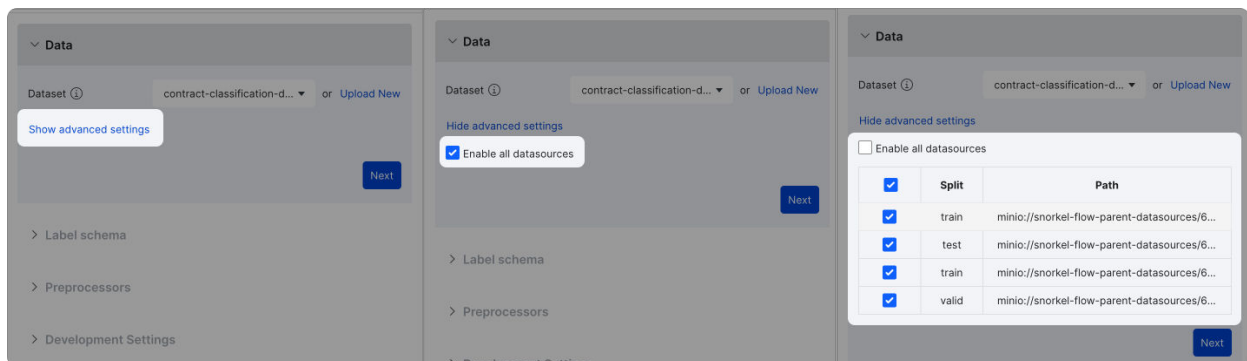 Data
Dataset contract-classification-d... or Upload New
Show advanced settings
Next
Label schema
Preprocessors
Development Settings
Data
Dataset contract-classification-d... or Upload New
Hide advanced settings
Enable all datasources
Next
Label schema
Preprocessors
Data
Dataset contract-classification-d... or Upload New
Hide advanced settings
Enable all datasources
Split Path
train minio://snorkel-flow-parent-datasources/6...
test minio://snorkel-flow-parent-datasources/6...
train minio://snorkel-flow-parent-datasources/6...
valid minio://snorkel-flow-parent-datasources/6...
Next